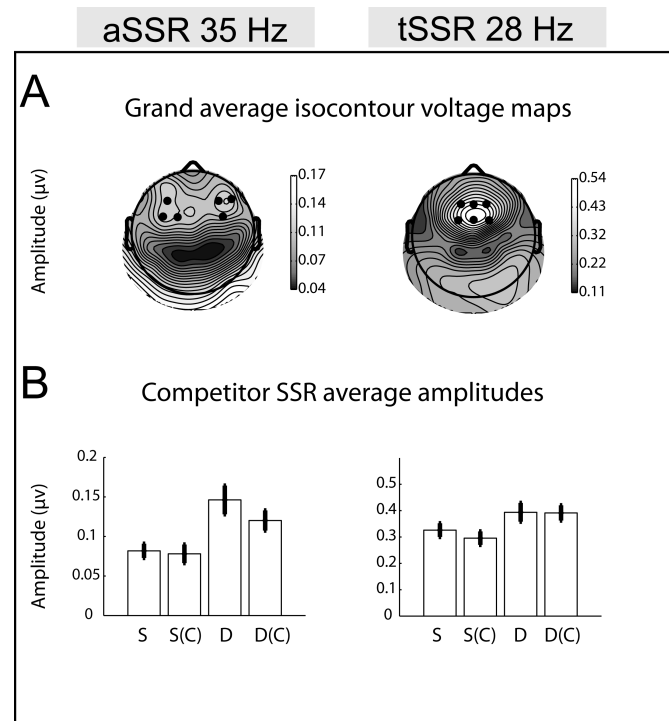 aSSR 35 Hz
tSSR 28 Hz
A
Grand average isocontour voltage maps
Amplitude (μv)
0.17
0.14
0.11
0.07
0.04
0.54
0.43
0.32
0.22
0.11
B
Competitor SSR average amplitudes
Amplitude (μv)
0.2
0.15
0.1
0.05
0
S S(C) D D(C)
0.5
0.4
0.3
0.2
0.1
0
S S(C) D D(C)